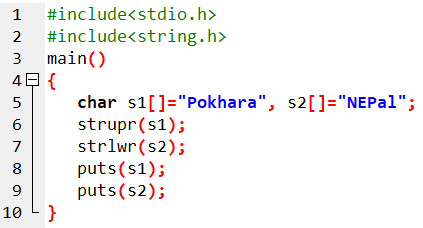 1 #include<stdio.h>
2 #include<string.h>
3 main()
4 {
5 char s1[]="Pokhara", s2[]="NEPal";
6 strupr(s1);
7 strlwr(s2);
8 puts(s1);
9 puts(s2);
10 }